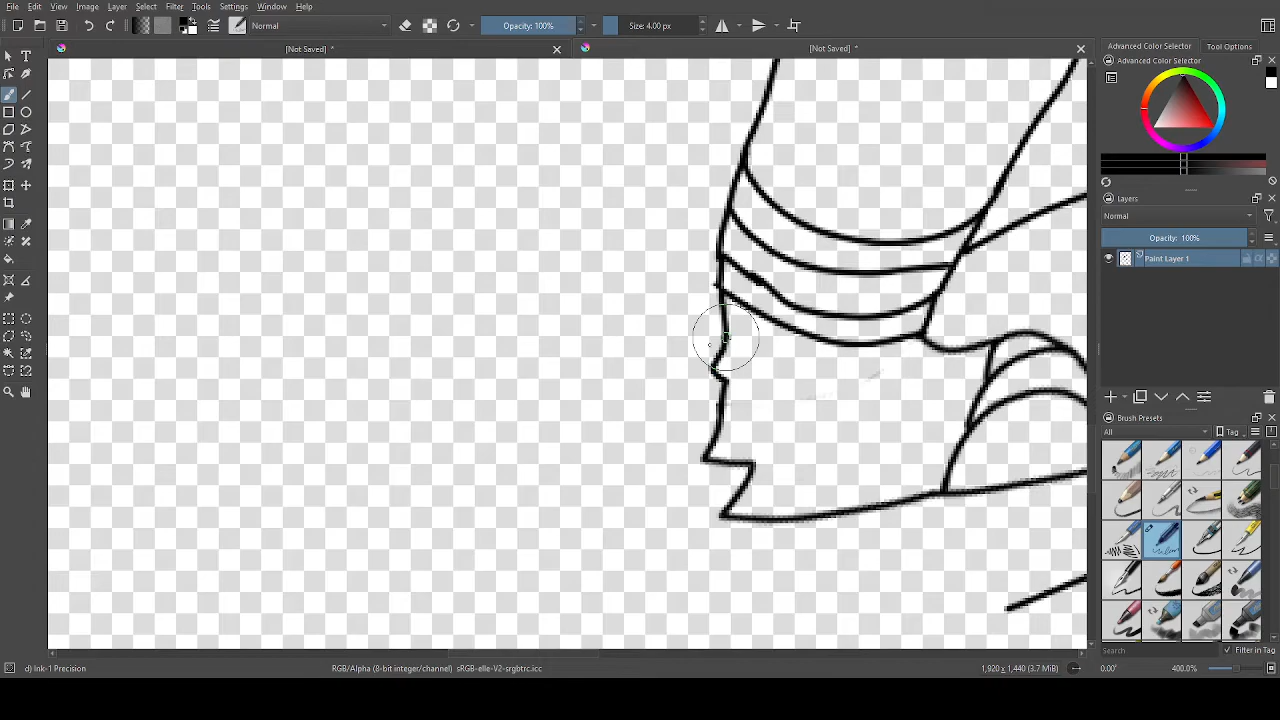 File Edit View Image Layer Select Filter Tools Settings Window Help
Normal Opacity: 100% Size: 4.00 px
[Not Saved] * [Not Saved] *
Advanced Color Selector Tool Options
Advanced Color Selector
Layers
Normal
Opacity: 100%
Paint Layer 1
Brush Presets
All Tag
Search Filter in Tag
d) Ink-1 Precision RGB/Alpha (8-bit integer/channel) sRGB-elle-V2-srgbtrc.icc 1,920 x 1,440 (3.7 MiB) 0.00° 400.0%